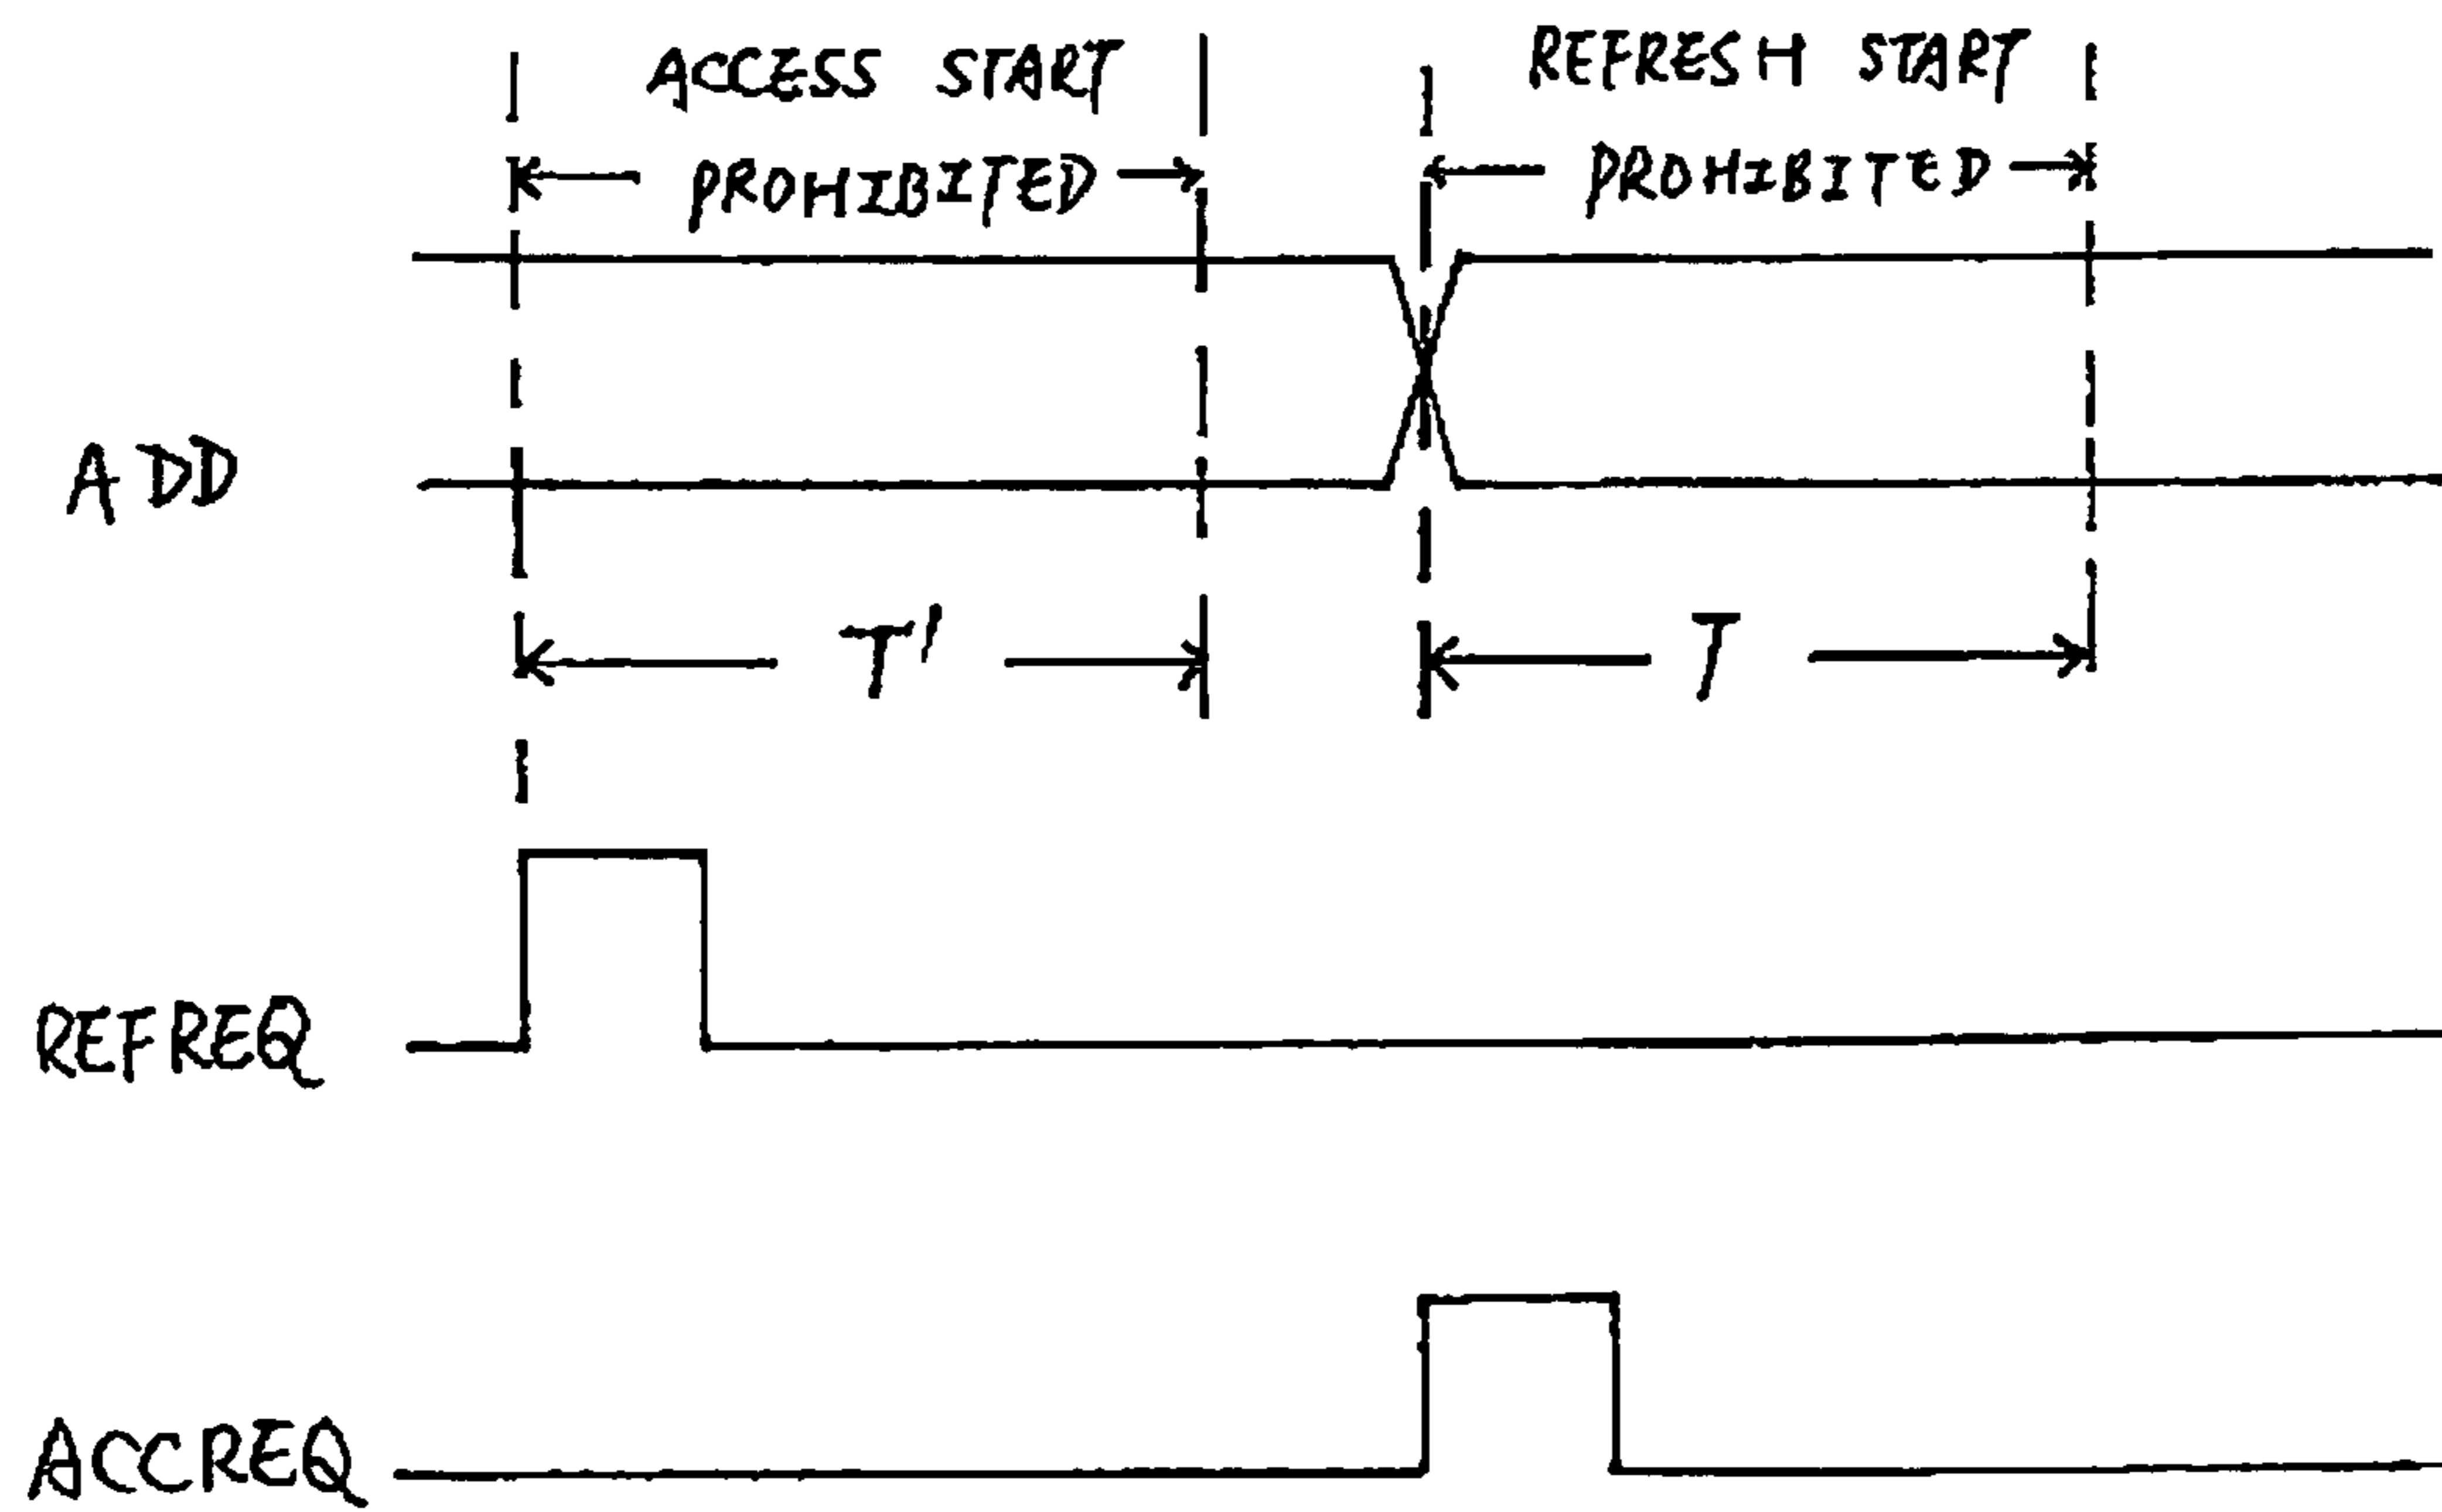 ACCESS START
PROHIBITED
REFRESH START
PROHIBITED
ADD
T'
T
REFREQ
ACCREQ